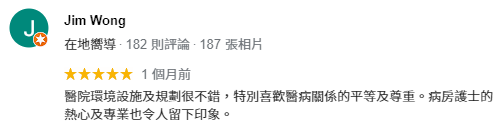 J
Jim Wong
在地嚮導 · 182 則評論 · 187 張相片
1 個月前
醫院環境設施及規劃很不錯，特別喜歡醫病關係的平等及尊重。病房護士的
熱心及專業也令人留下印象。